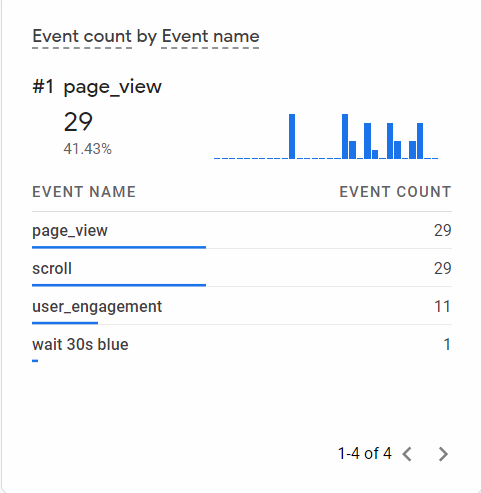 Event count by Event name
#1 page_view
29
41.43%
EVENT NAME EVENT COUNT
page_view 29
scroll 29
user_engagement 11
wait 30s blue 1
1-4 of 4